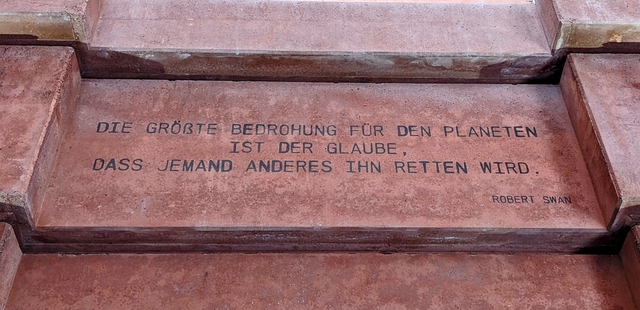 DIE GRÖßTE BEDROHUNG FÜR DEN PLANETEN
IST DER GLAUBE,
DASS JEMAND ANDERES IHN RETTEN WIRD.
ROBERT SWAN